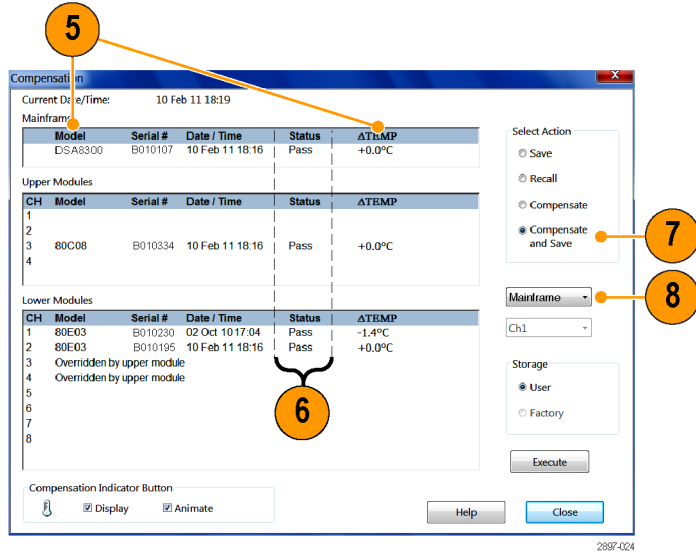 5
Compensation
Current Date/Time: 10 Feb 11 18:19
Mainframe
Model Serial # Date / Time Status ΔTEMP
DSA8300 B010107 10 Feb 11 18:16 Pass +0.0ºC
Upper Modules
CH Model Serial # Date / Time Status ΔTEMP
1
2
3 80C08 B010334 10 Feb 11 18:16 Pass +0.0ºC
4
Lower Modules
CH Model Serial # Date / Time Status ΔTEMP
1 80E03 B010230 02 Oct 10 17:04 Pass -1.4ºC
2 80E03 B010195 10 Feb 11 18:16 Pass +0.0ºC
3 Overridden by upper module
4 Overridden by upper module
5
6
7
8
6
Select Action
Save
Recall
Compensate
Compensate
and Save
7
Mainframe
8
Ch1
Storage
User
Factory
Execute
Compensation Indicator Button
Display Animate
Help Close
2897-024